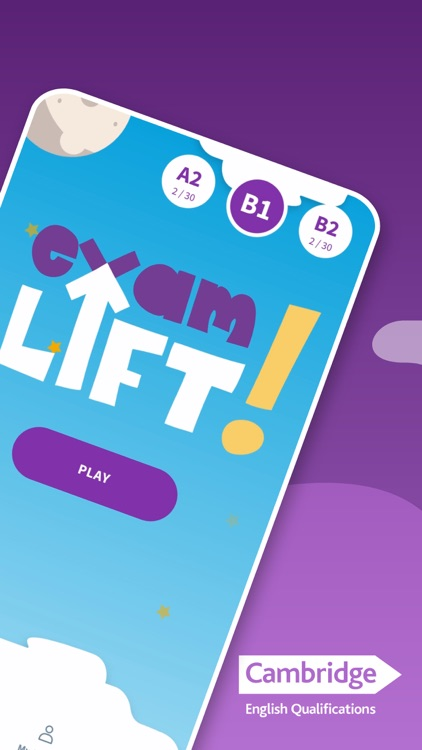 A2
2 / 30
B1
B2
2 / 30
exam
LIFT!
PLAY
Cambridge
English Qualifications